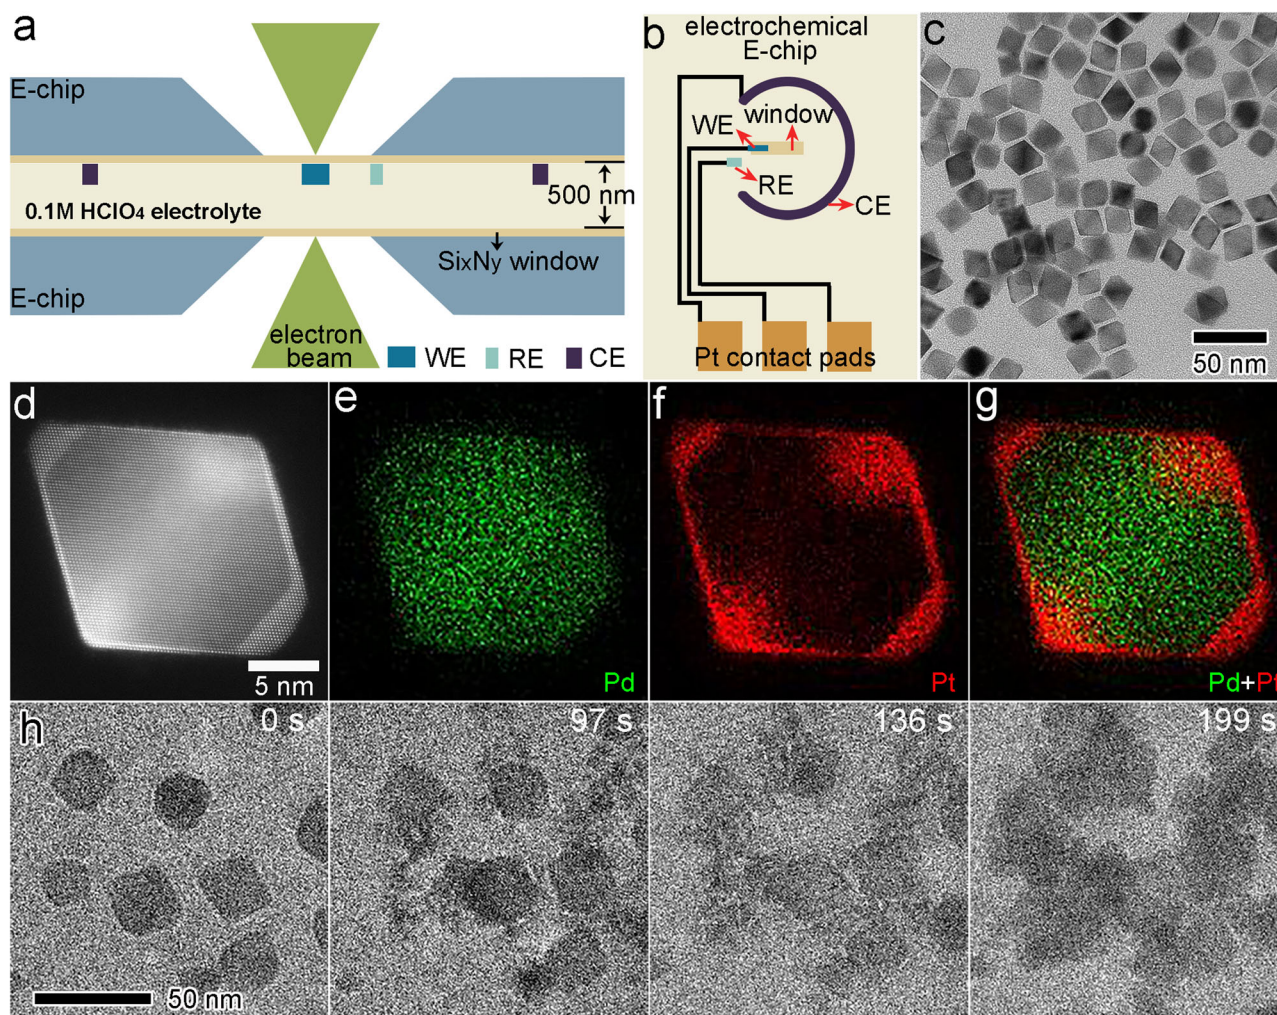 a
E-chip
500 nm
0.1M HClO4 electrolyte
SixNy window
E-chip
electron
beam
WE
RE
CE
b
electrochemical
E-chip
WE
window
RE
CE
Pt contact pads
c
50 nm
d
5 nm
e
Pd
f
Pt
g
Pd+Pt
h
0 s
50 nm
97 s
136 s
199 s